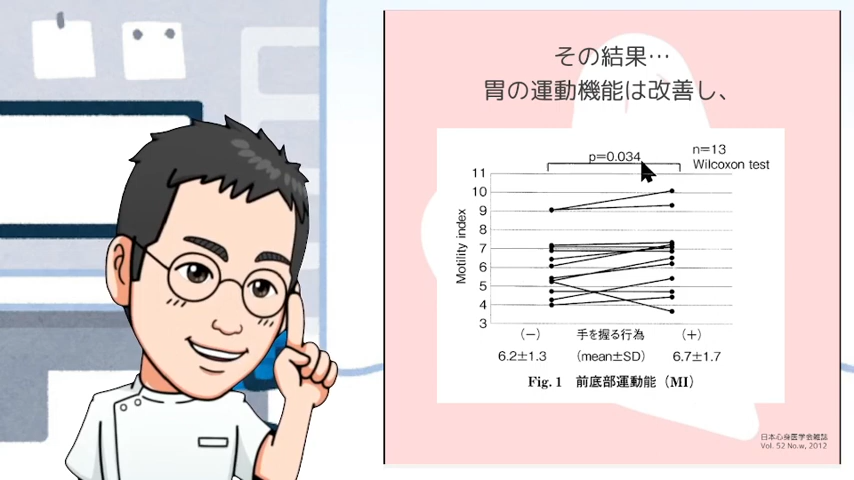 その結果…
胃の運動機能は改善し、
p=0.034
n=13
Wilcoxon test
Motility index
11
10
9
8
7
6
5
4
3
(−) 手を握る行為 (+)
6.2±1.3 (mean±SD) 6.7±1.7
Fig. 1 前底部運動能（MI）
日本心身医学会雑誌
Vol. 52 No.w, 2012